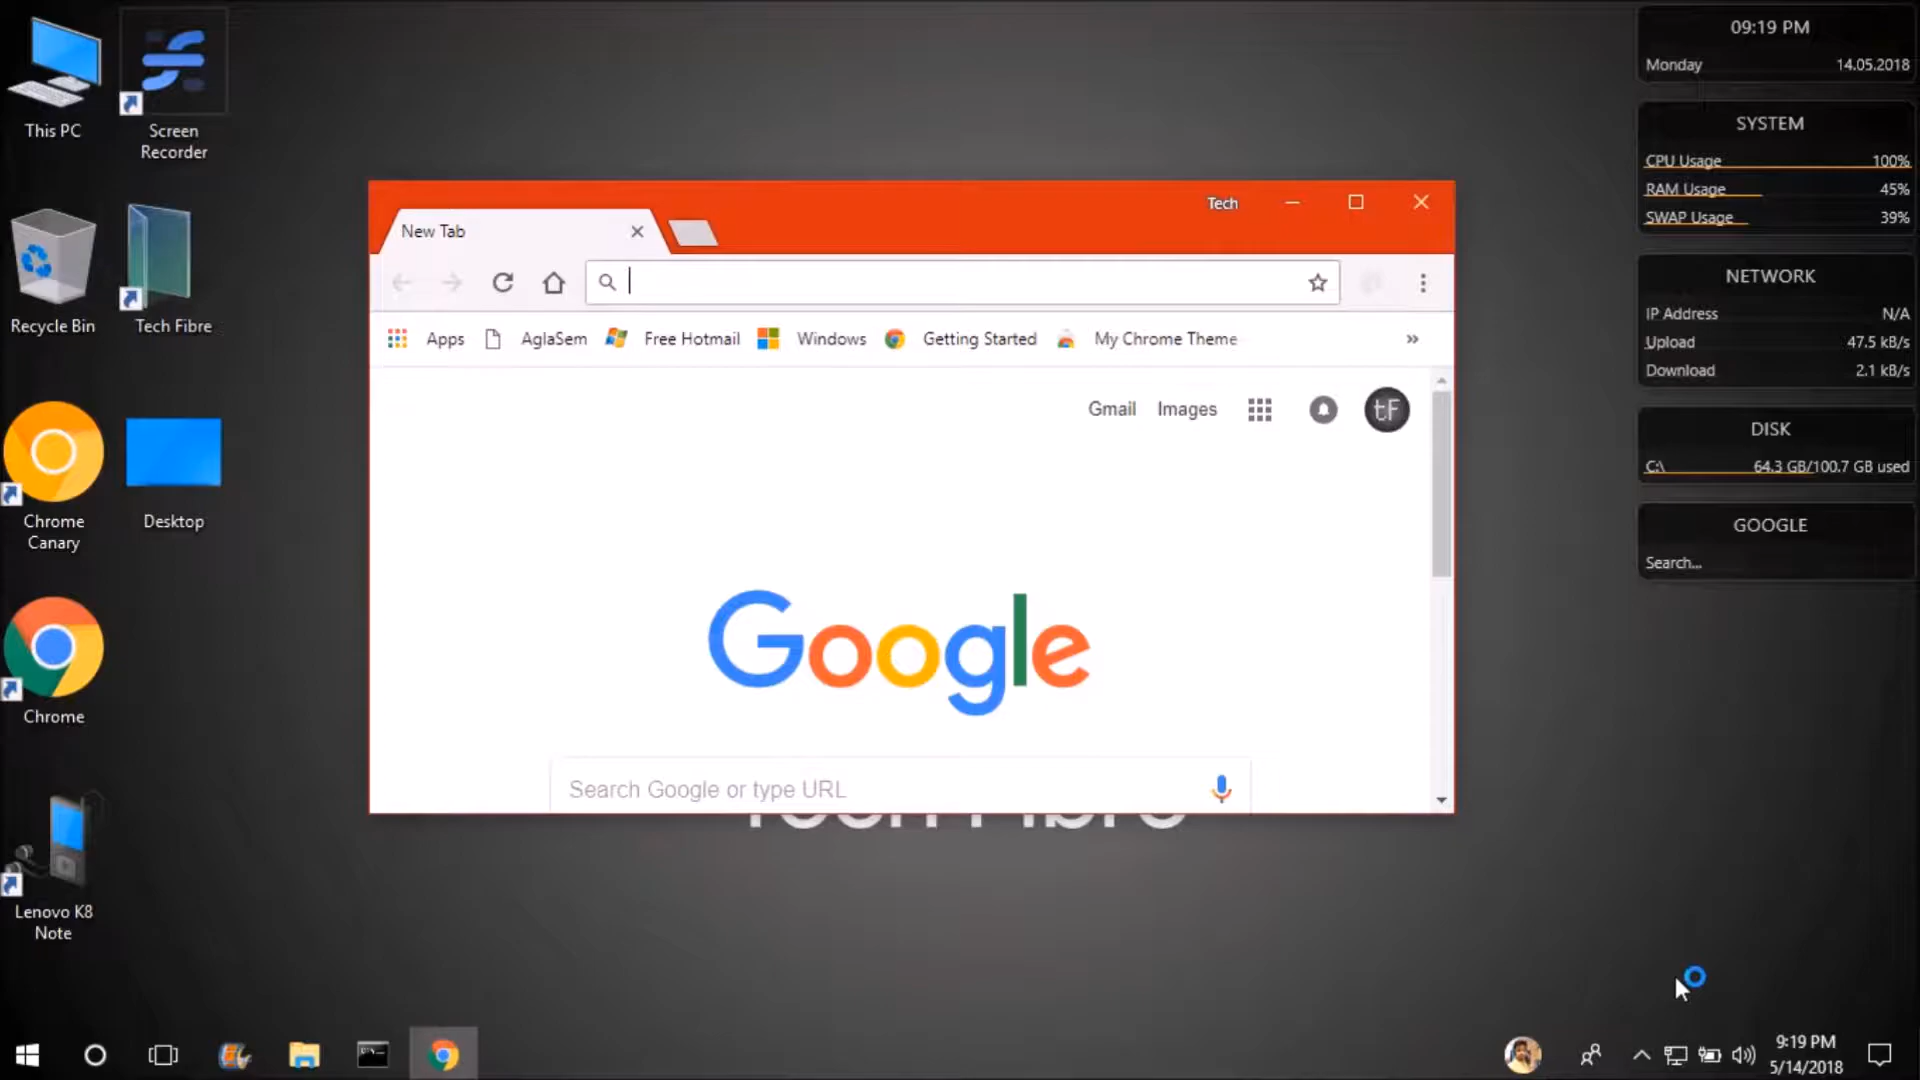 This PC
Screen
Recorder
Recycle Bin
Tech Fibre
Chrome
Canary
Desktop
Chrome
Lenovo K8
Note
Tech
New Tab
Apps
AglaSem
Free Hotmail
Windows
Getting Started
My Chrome Theme
»
Gmail
Images
tF
Google
Search Google or type URL
Tech Fibre
09:19 PM
Monday 14.05.2018
SYSTEM
CPU Usage 100%
RAM Usage 45%
SWAP Usage 39%
NETWORK
IP Address N/A
Upload 47.5 kB/s
Download 2.1 kB/s
DISK
C:\ 64.3 GB/100.7 GB used
GOOGLE
Search...
9:19 PM
5/14/2018